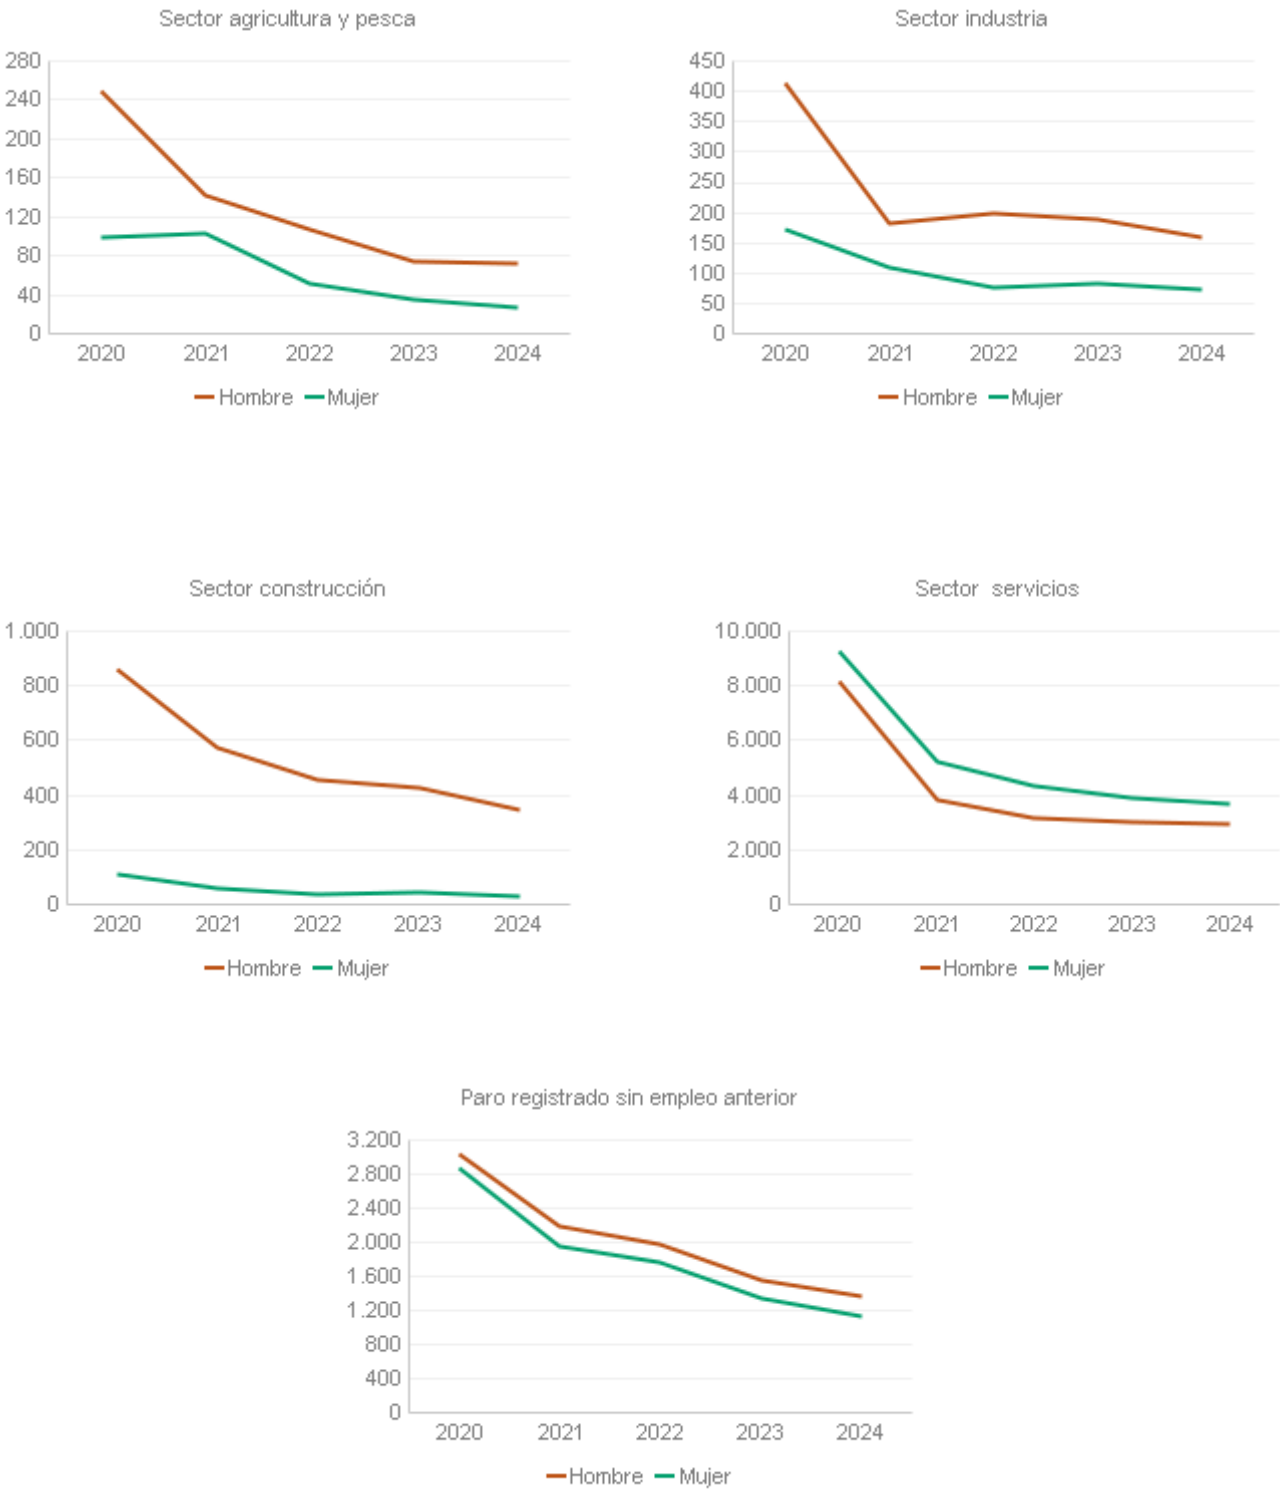 Sector agricultura y pesca
280
240
200
160
120
80
40
0
2020 2021 2022 2023 2024
Hombre Mujer
Sector industria
450
400
350
300
250
200
150
100
50
0
2020 2021 2022 2023 2024
Hombre Mujer
Sector construcción
1.000
800
600
400
200
0
2020 2021 2022 2023 2024
Hombre Mujer
Sector servicios
10.000
8.000
6.000
4.000
2.000
0
2020 2021 2022 2023 2024
Hombre Mujer
Paro registrado sin empleo anterior
3.200
2.800
2.400
2.000
1.600
1.200
800
400
0
2020 2021 2022 2023 2024
Hombre Mujer